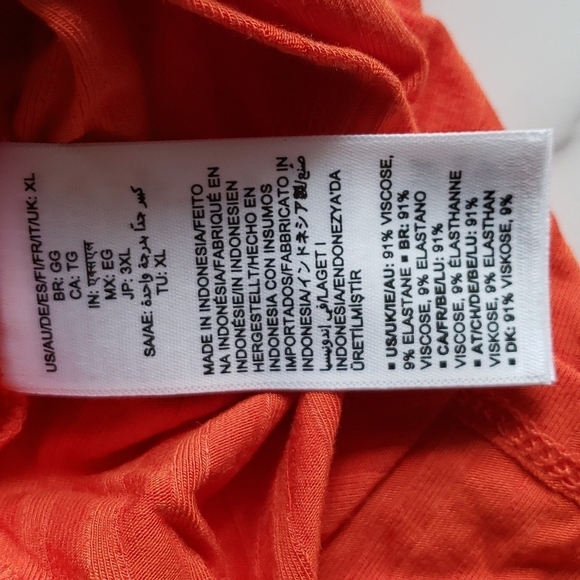 US/AU/DE/ES/FI/FR/IT/UK: XL
BR: GG
CA: TG
IN: एक्सएल
MX: EG
JP: 3XL
SA/AE: كبير جداً بدرجة واحدة
TU: XL
MADE IN INDONESIA/FEITO
NA INDONÉSIA/FABRIQUÉ EN
INDONÉSIE/IN INDONESIEN
HERGESTELLT/HECHO EN
INDONESIA CON INSUMOS
IMPORTADOS/FABBRICATO IN
INDONESIA/インドネシア製/صنع
في إندونيسيا/LAGET I
INDONESIA/ENDONEZYA'DA
ÜRETİLMİŞTİR
▪ US/UK/IE/AU: 91% VISCOSE,
9% ELASTANE ▪ BR: 91%
VISCOSE, 9% ELASTANO
▪ CA/FR/BE/LU: 91%
VISCOSE, 9% ÉLASTHANNE
▪ AT/CH/DE/BE/LU: 91%
VISKOSE, 9% ELASTHAN
▪ DK: 91% VISKOSE, 9%